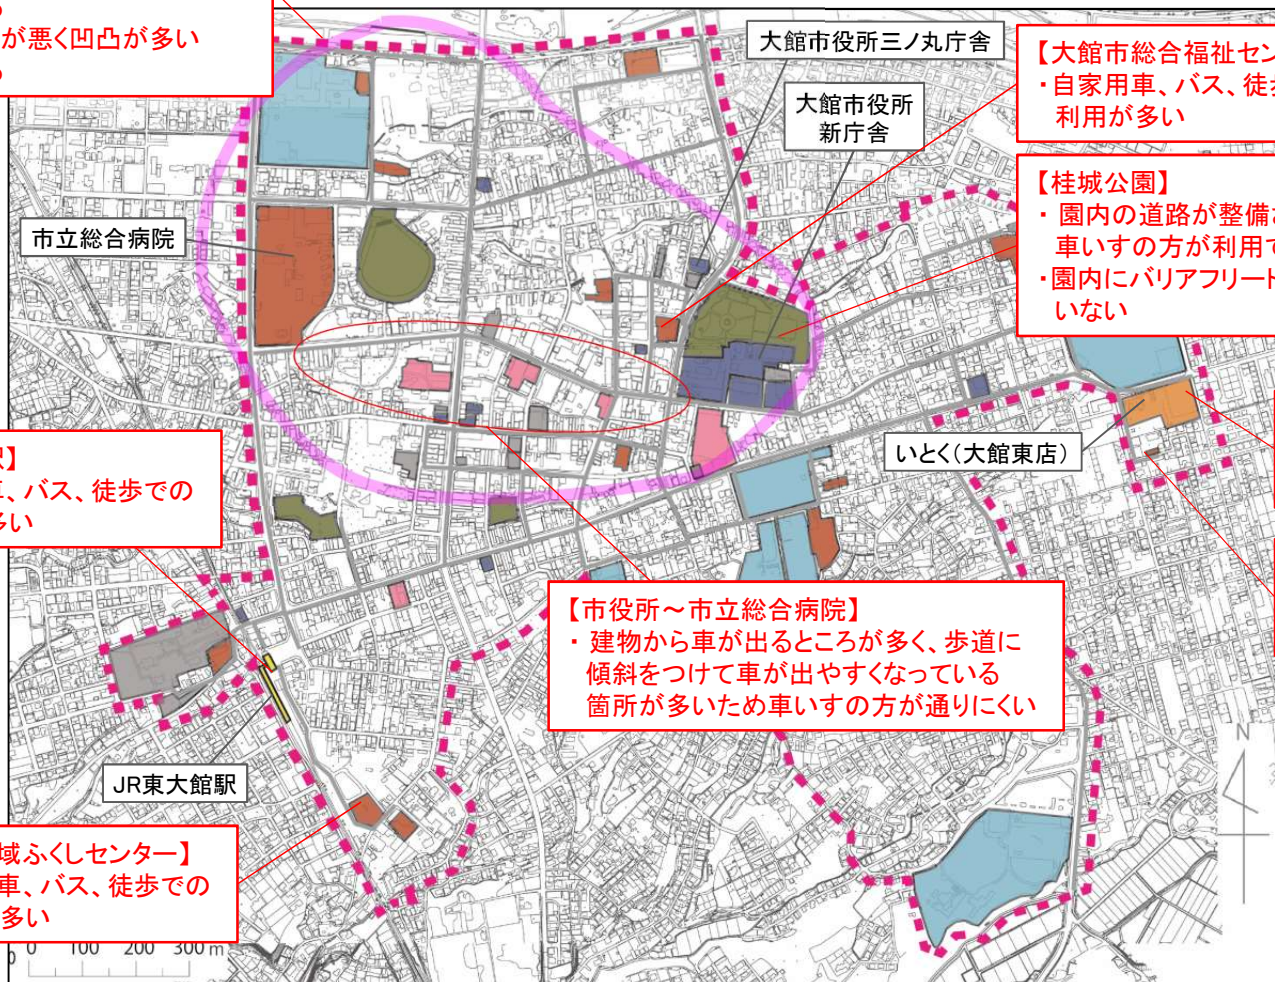 が悪く凹凸が多い
大館市役所三ノ丸庁舎
大館市役所
新庁舎
【大館市総合福祉セン
・自家用車、バス、徒歩
利用が多い
【桂城公園】
・ 園内の道路が整備さ
車いすの方が利用で
・園内にバリアフリート
いない
市立総合病院
いとく（大館東店）
駅】
車、バス、徒歩での
多い
【市役所～市立総合病院】
・ 建物から車が出るところが多く、歩道に
傾斜をつけて車が出やすくなっている
箇所が多いため車いすの方が通りにくい
JR東大館駅
域ふくしセンター】
車、バス、徒歩での
多い
0 100 200 300 m
N